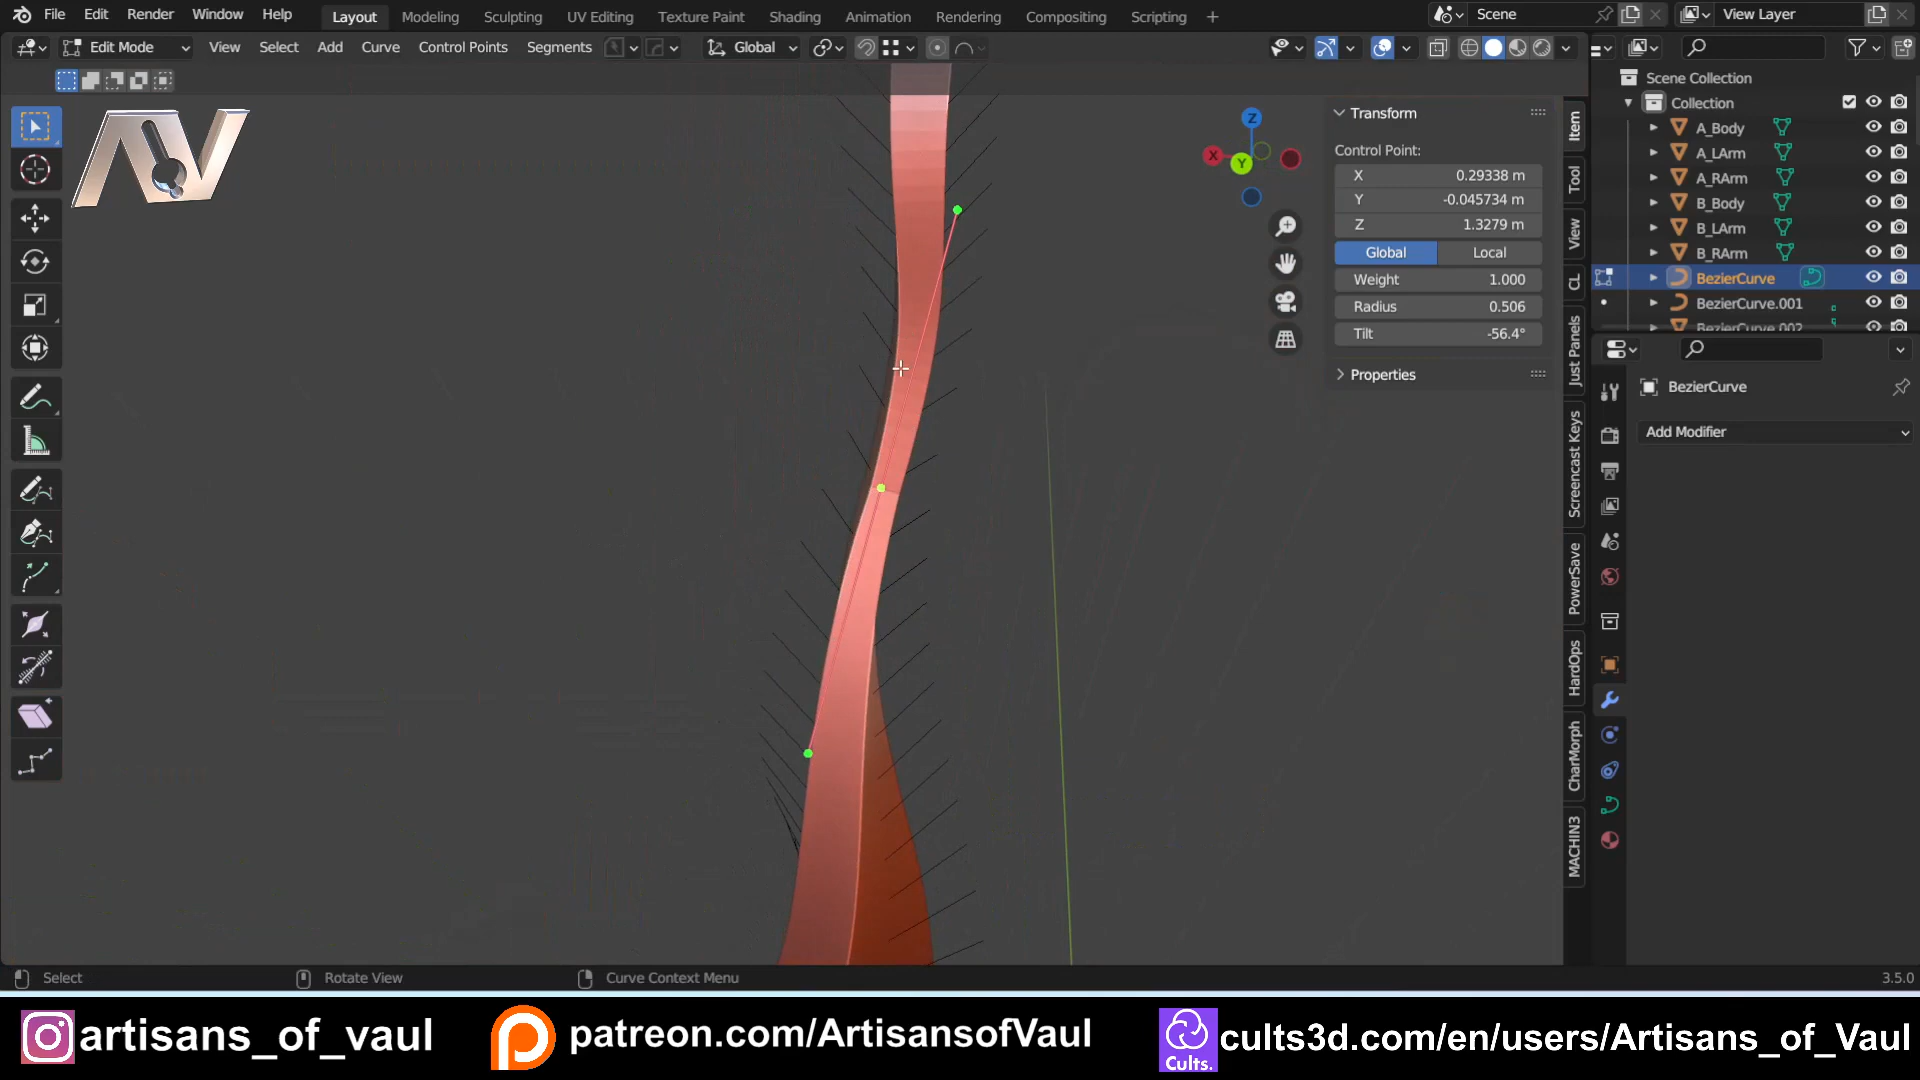 File Edit Render Window Help Layout Modeling Sculpting UV Editing Texture Paint Shading Animation Rendering Compositing Scripting + Scene View Layer
Edit Mode View Select Add Curve Control Points Segments Global
Scene Collection
Collection
A_Body
A_LArm
A_RArm
B_Body
B_LArm
B_RArm
BezierCurve
BezierCurve.001
BezierCurve.002
AV
Z
X
Y
Transform
Control Point:
X 0.29338 m
Y -0.045734 m
Z 1.3279 m
Global Local
Weight 1.000
Radius 0.506
Tilt -56.4°
Properties
Item
Tool
View
CL
Just Panels
Screencast Keys
PowerSave
HardOps
CharMorph
MACHIN3
BezierCurve
Add Modifier
Select Rotate View Curve Context Menu 3.5.0
artisans_of_vaul patreon.com/ArtisansofVaul Cults. cults3d.com/en/users/Artisans_of_Vaul